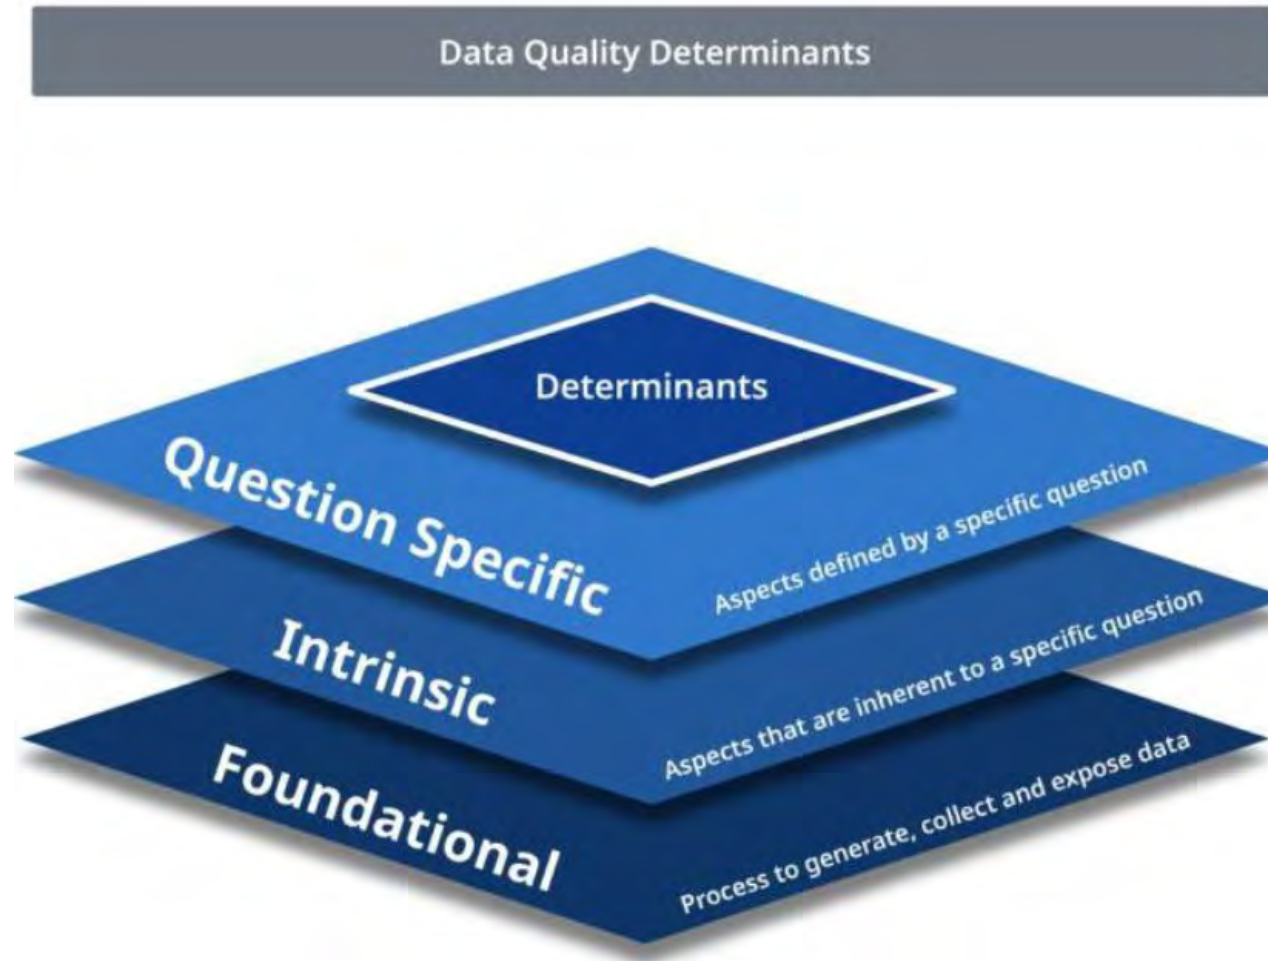 Data Quality Determinants
Determinants
Question Specific
Aspects defined by a specific question
Intrinsic
Aspects that are inherent to a specific question
Foundational
Process to generate, collect and expose data